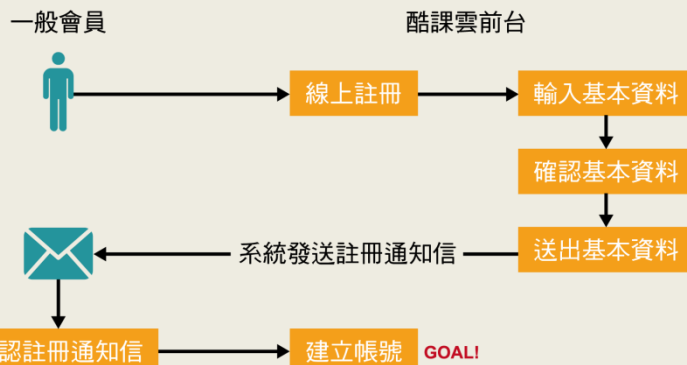 一般會員
酷課雲前台
線上註冊
輸入基本資料
確認基本資料
送出基本資料
系統發送註冊通知信
認註冊通知信
建立帳號
GOAL!